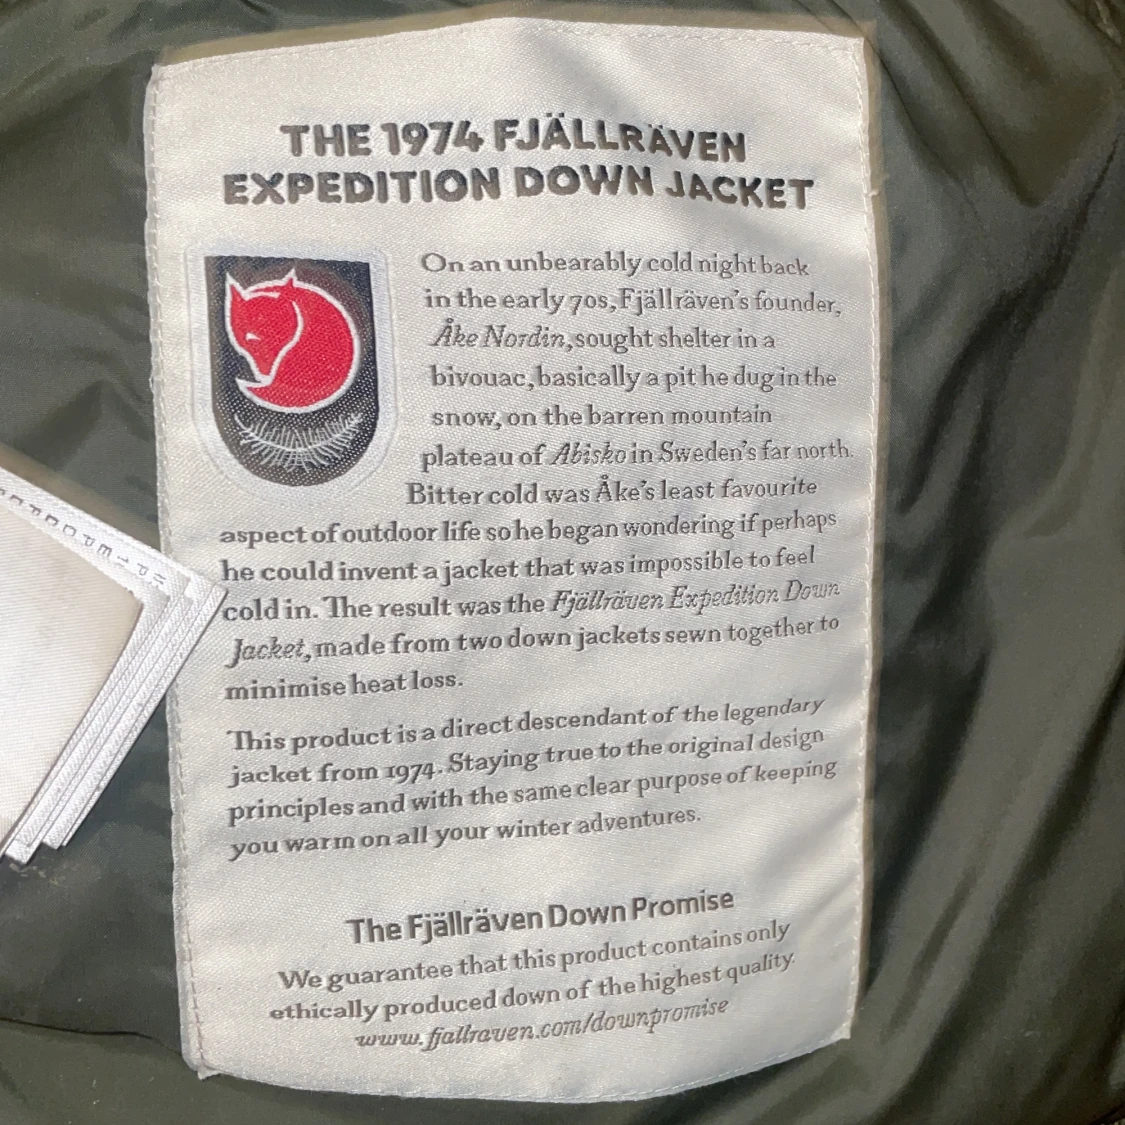 THE 1974 FJÄLLRÄVEN
EXPEDITION DOWN JACKET
On an unbearably cold night back
in the early 70s, Fjällräven's founder,
Åke Nordin, sought shelter in a
bivouac, basically a pit he dug in the
snow, on the barren mountain
plateau of Abisko in Sweden's far north.
Bitter cold was Åke's least favourite
aspect of outdoor life so he began wondering if perhaps
he could invent a jacket that was impossible to feel
cold in. The result was the Fjällräven Expedition Down
Jacket, made from two down jackets sewn together to
minimise heat loss.
This product is a direct descendant of the legendary
jacket from 1974. Staying true to the original design
principles and with the same clear purpose of keeping
you warm on all your winter adventures.
The Fjällräven Down Promise
We guarantee that this product contains only
ethically produced down of the highest quality.
www.fjallraven.com/downpromise